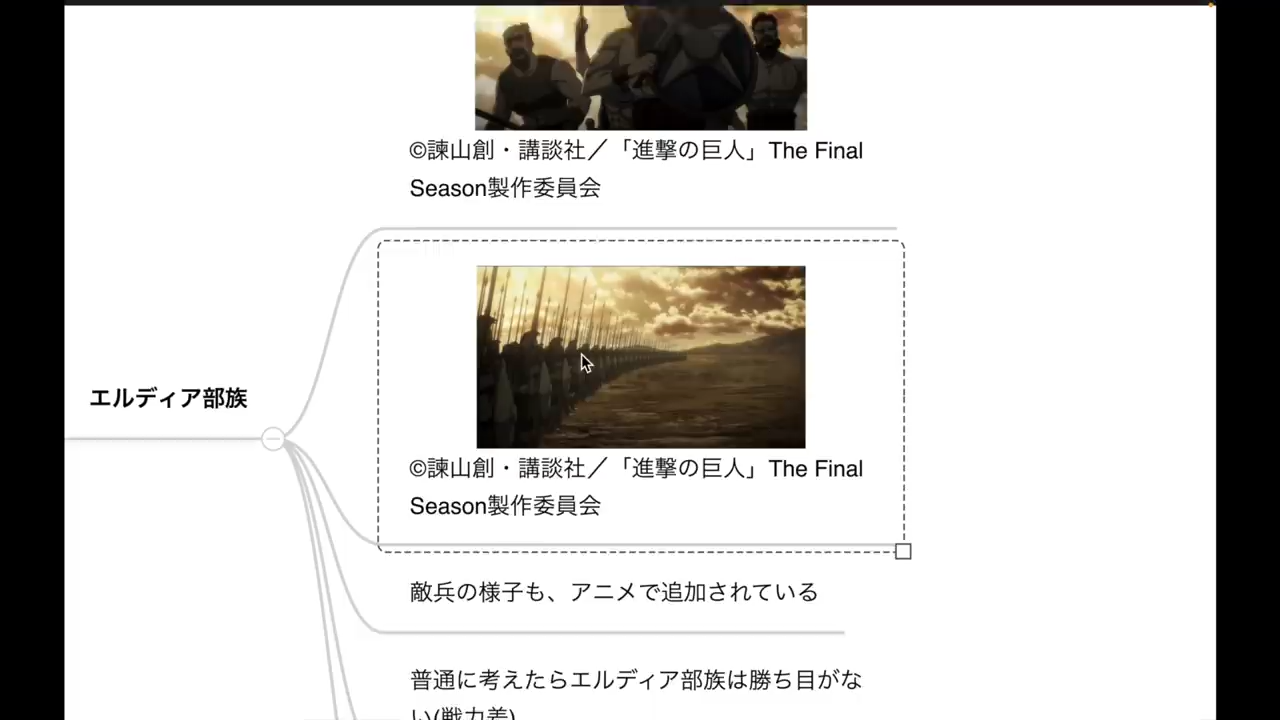 ©諫山創・講談社／「進撃の巨人」The Final
Season製作委員会
エルディア部族
©諫山創・講談社／「進撃の巨人」The Final
Season製作委員会
敵兵の様子も、アニメで追加されている
普通に考えたらエルディア部族は勝ち目がな
い(戦力差)